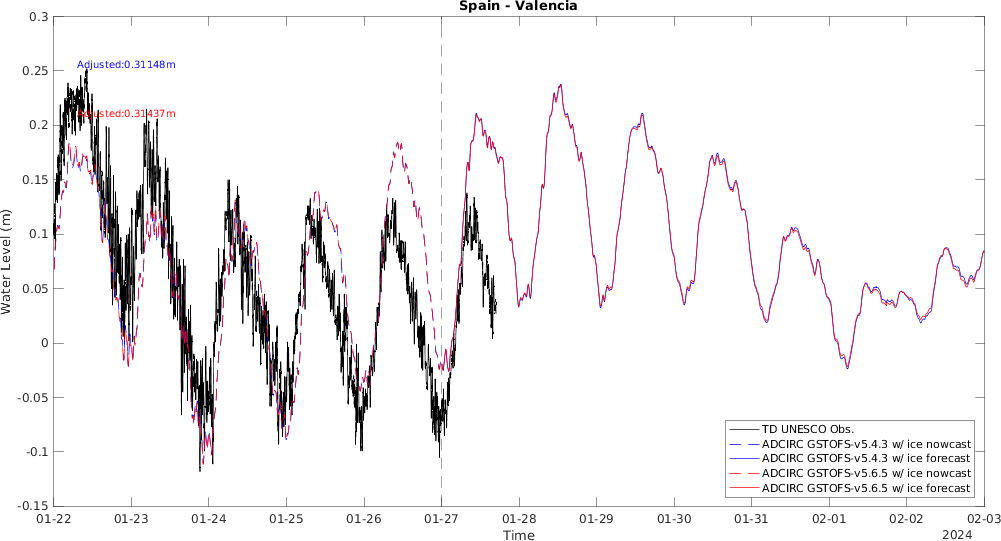 Spain - Valencia
0.3
0.25
0.2
0.15
0.1
0.05
0
-0.05
-0.1
-0.15
Water Level (m)
Adjusted:0.31148m
Adjusted:0.31437m
TD UNESCO Obs.
ADCIRC GSTOFS-v5.4.3 w/ ice nowcast
ADCIRC GSTOFS-v5.4.3 w/ ice forecast
ADCIRC GSTOFS-v5.6.5 w/ ice nowcast
ADCIRC GSTOFS-v5.6.5 w/ ice forecast
01-22 01-23 01-24 01-25 01-26 01-27 01-28 01-29 01-30 01-31 02-01 02-02 02-03
Time
2024